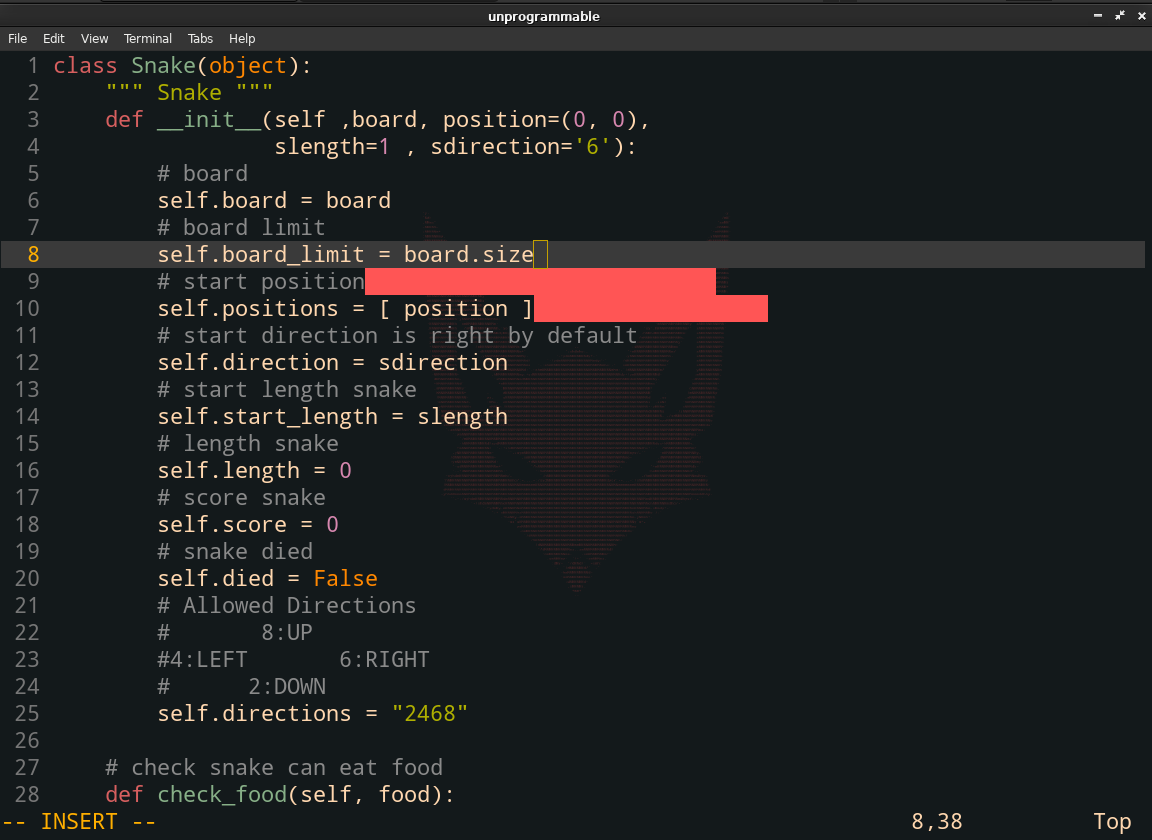 unprogrammable
File Edit View Terminal Tabs Help
1 class Snake(object):
2     """ Snake """
3     def __init__(self ,board, position=(0, 0),
4                  slength=1 , sdirection='6'):
5         # board
6         self.board = board
7         # board limit
8         self.board_limit = board.size
9         # start position
10         self.positions = [ position ]
11         # start direction is right by default
12         self.direction = sdirection
13         # start length snake
14         self.start_length = slength
15         # length snake
16         self.length = 0
17         # score snake
18         self.score = 0
19         # snake died
20         self.died = False
21         # Allowed Directions
22         #       8:UP
23         #4:LEFT       6:RIGHT
24         #      2:DOWN
25         self.directions = "2468"
26
27     # check snake can eat food
28     def check_food(self, food):
-- INSERT -- 8,38 Top